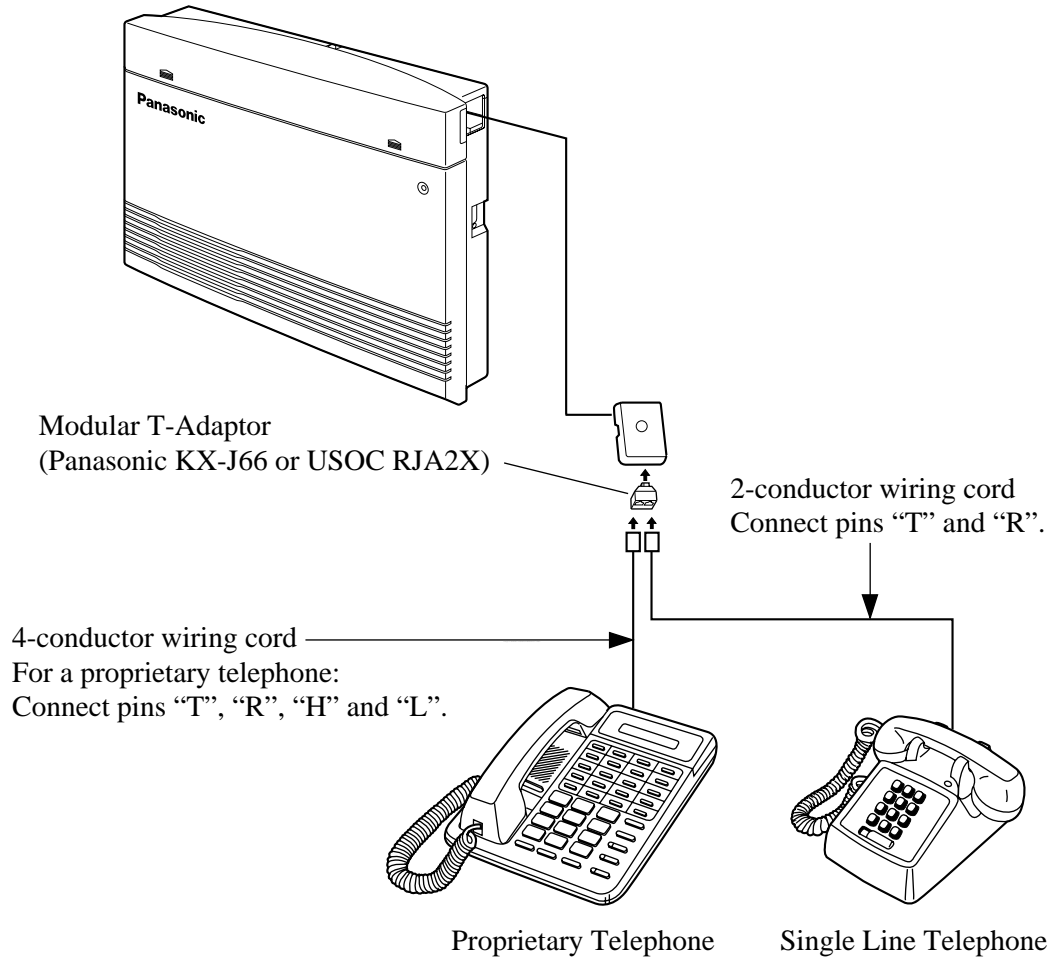 Panasonic
Modular T-Adaptor
(Panasonic KX-J66 or USOC RJA2X)
2-conductor wiring cord
Connect pins “T” and “R”.
4-conductor wiring cord
For a proprietary telephone:
Connect pins “T”, “R”, “H” and “L”.
Proprietary Telephone
Single Line Telephone